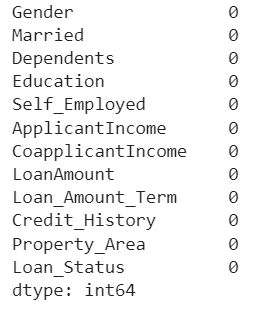 Gender 0
Married 0
Dependents 0
Education 0
Self_Employed 0
ApplicantIncome 0
CoapplicantIncome 0
LoanAmount 0
Loan_Amount_Term 0
Credit_History 0
Property_Area 0
Loan_Status 0
dtype: int64